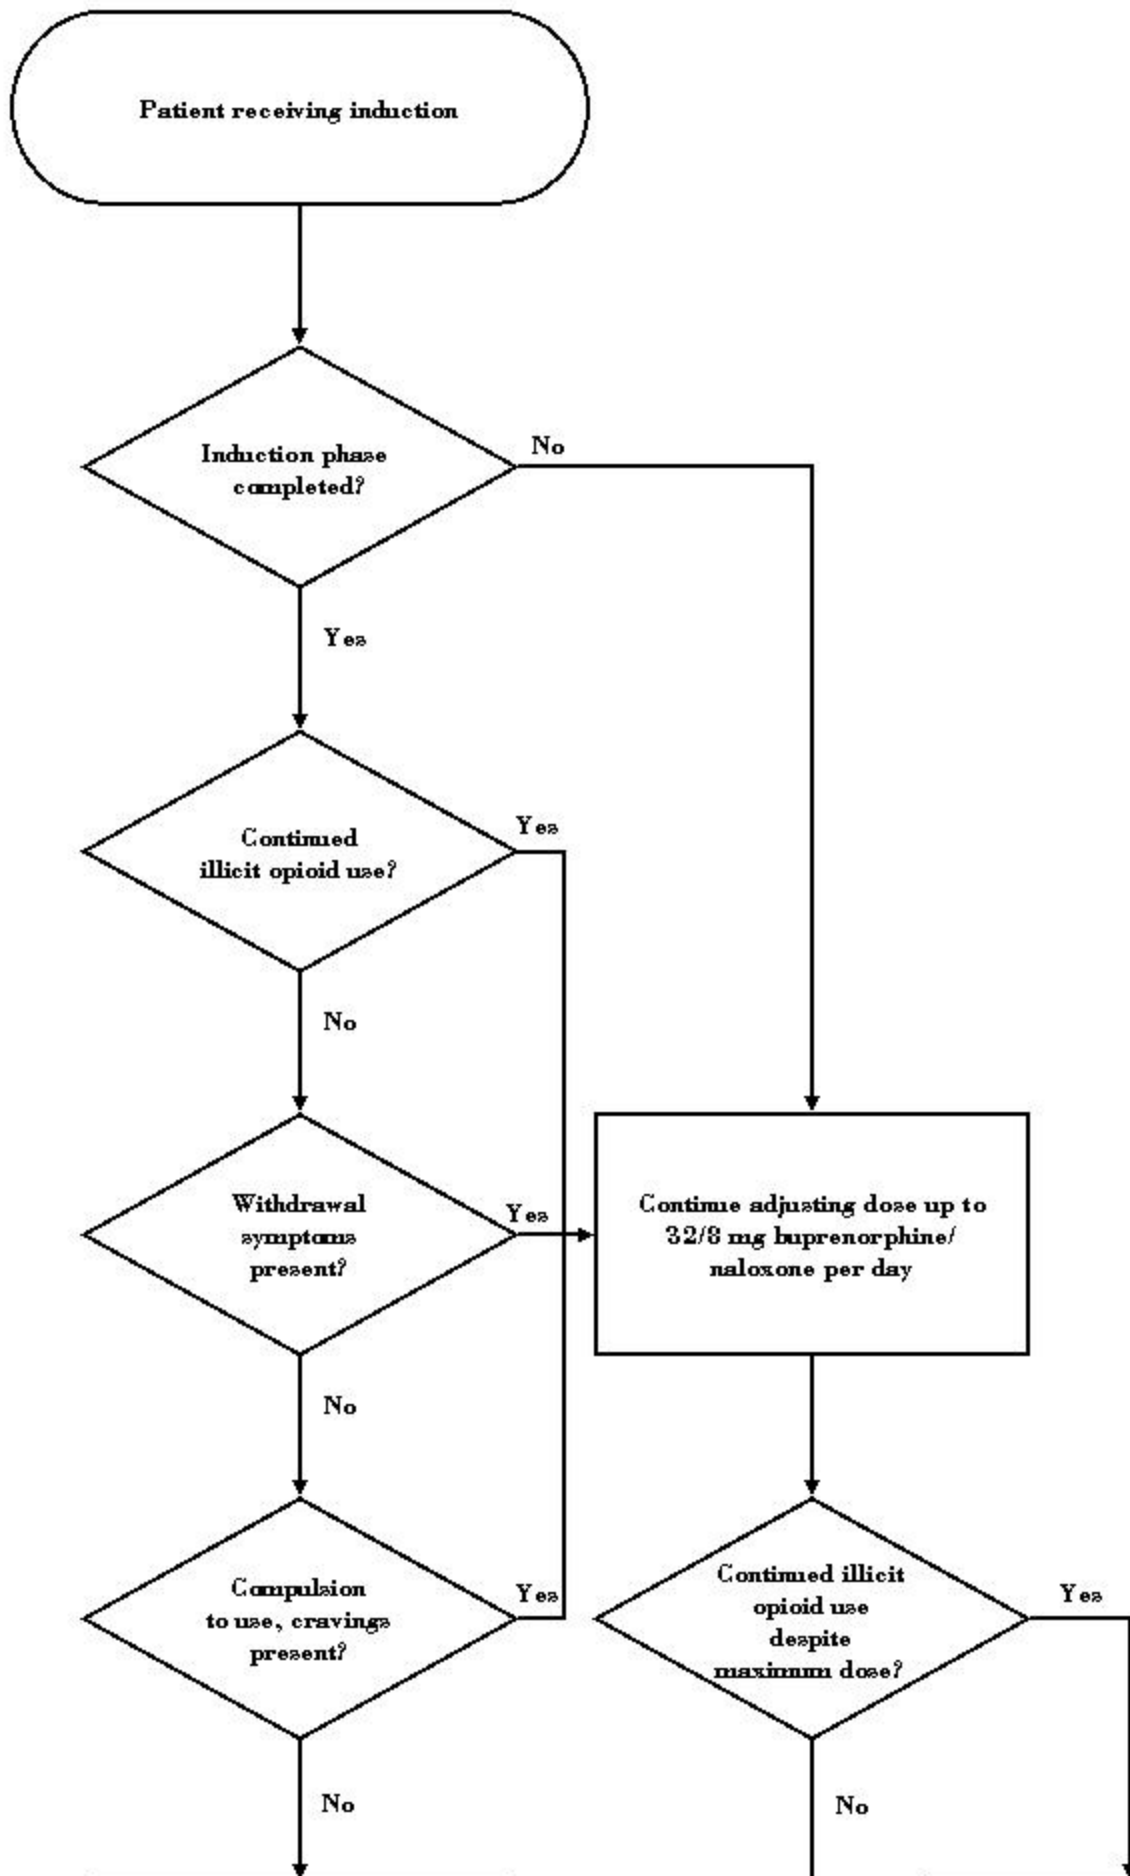 Patient receiving induction
Induction phase
completed?
No
Yes
Continued
illicit opioid use?
Yes
No
Withdrawal
symptoms
present?
Yes
Continue adjusting dose up to
32/8 mg buprenorphine/
naloxone per day
No
Compulsion
to use, cravings
present?
Yes
Continued illicit
opioid use
despite
maximum dose?
Yes
No
No